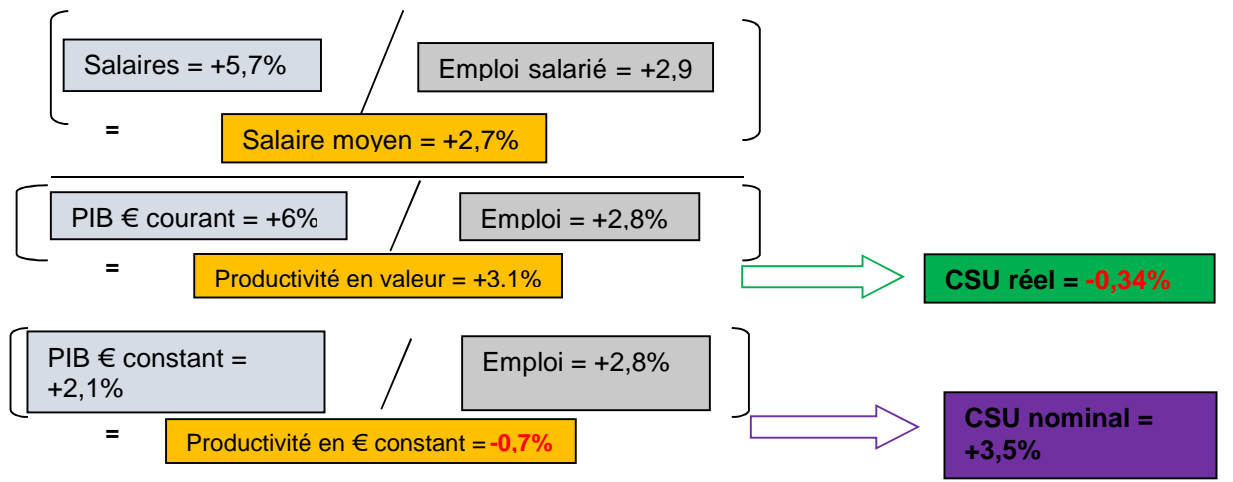 Salaires = +5,7%
Emploi salarié = +2,9
=
Salaire moyen = +2,7%
PIB € courant = +6%
Emploi = +2,8%
=
Productivité en valeur = +3.1%
CSU réel = -0,34%
PIB € constant =
+2,1%
Emploi = +2,8%
=
Productivité en € constant = -0,7%
CSU nominal =
+3,5%